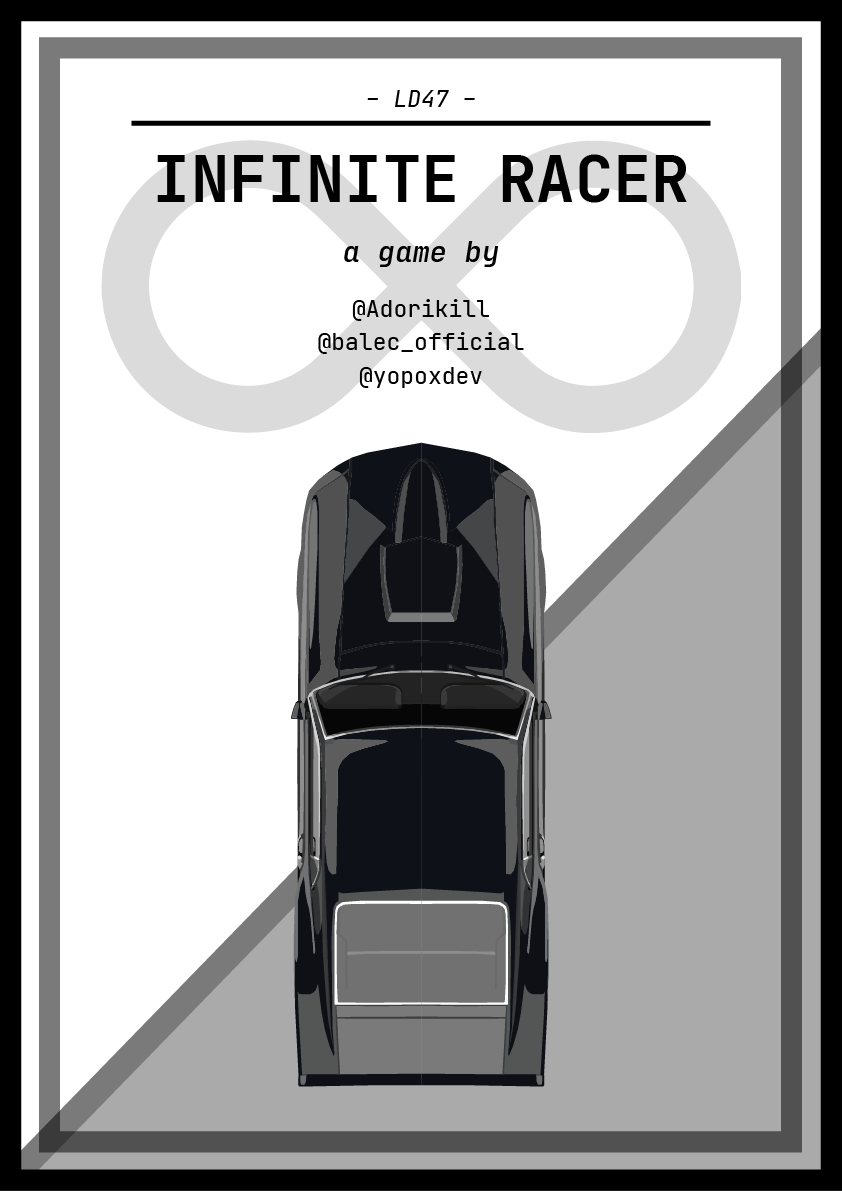 - LD47 -
INFINITE RACER
a game by
@Adorikill
@balec_official
@yopoxdev